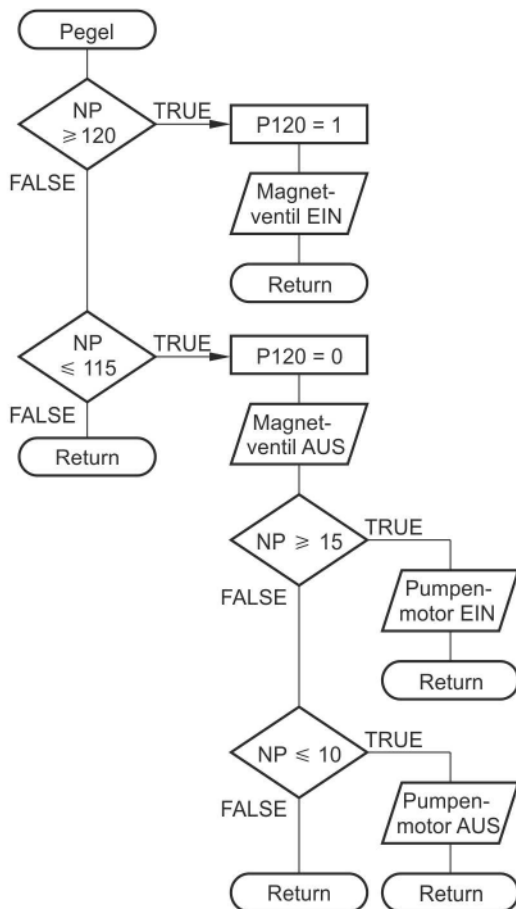 Pegel
NP
≥ 120
TRUE
P120 = 1
FALSE
Magnet-
ventil EIN
Return
NP
≤ 115
TRUE
P120 = 0
FALSE
Return
Magnet-
ventil AUS
NP ≥ 15
TRUE
FALSE
Pumpen-
motor EIN
Return
NP ≤ 10
TRUE
FALSE
Pumpen-
motor AUS
Return
Return